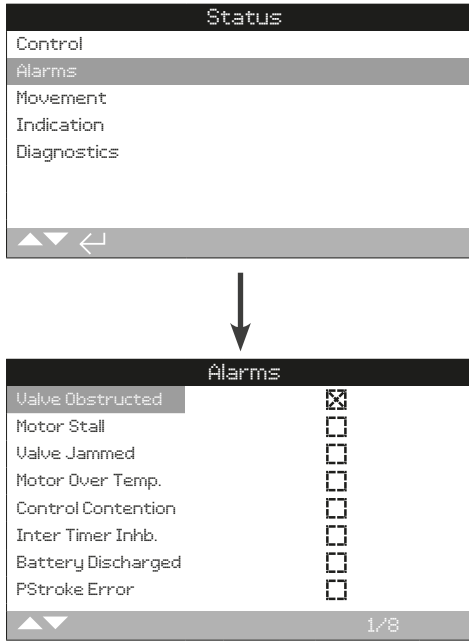 Status
Control
Alarms
Movement
Indication
Diagnostics
Alarms
Valve Obstructed
Motor Stall
Valve Jammed
Motor Over Temp.
Control Contention
Inter Timer Inhb.
Battery Discharged
PStroke Error
1/8